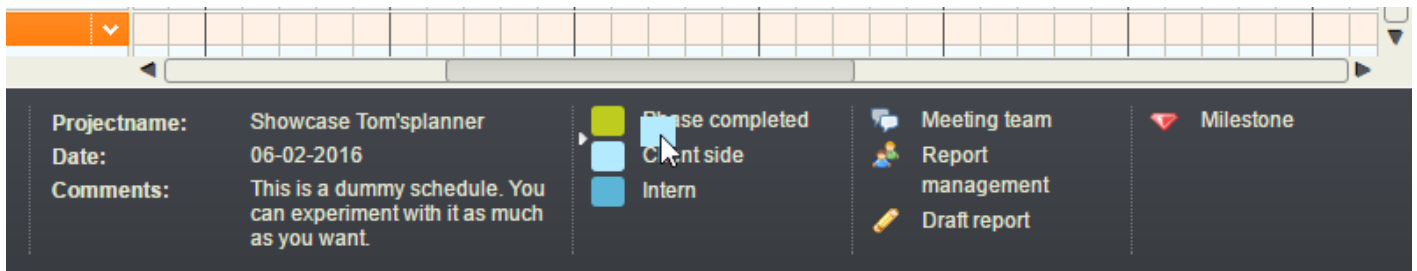 Projectname:
Showcase Tom'splanner
Date:
06-02-2016
Comments:
This is a dummy schedule. You
can experiment with it as much
as you want.
completed
side
Intern
Meeting team
Report
management
Draft report
Milestone